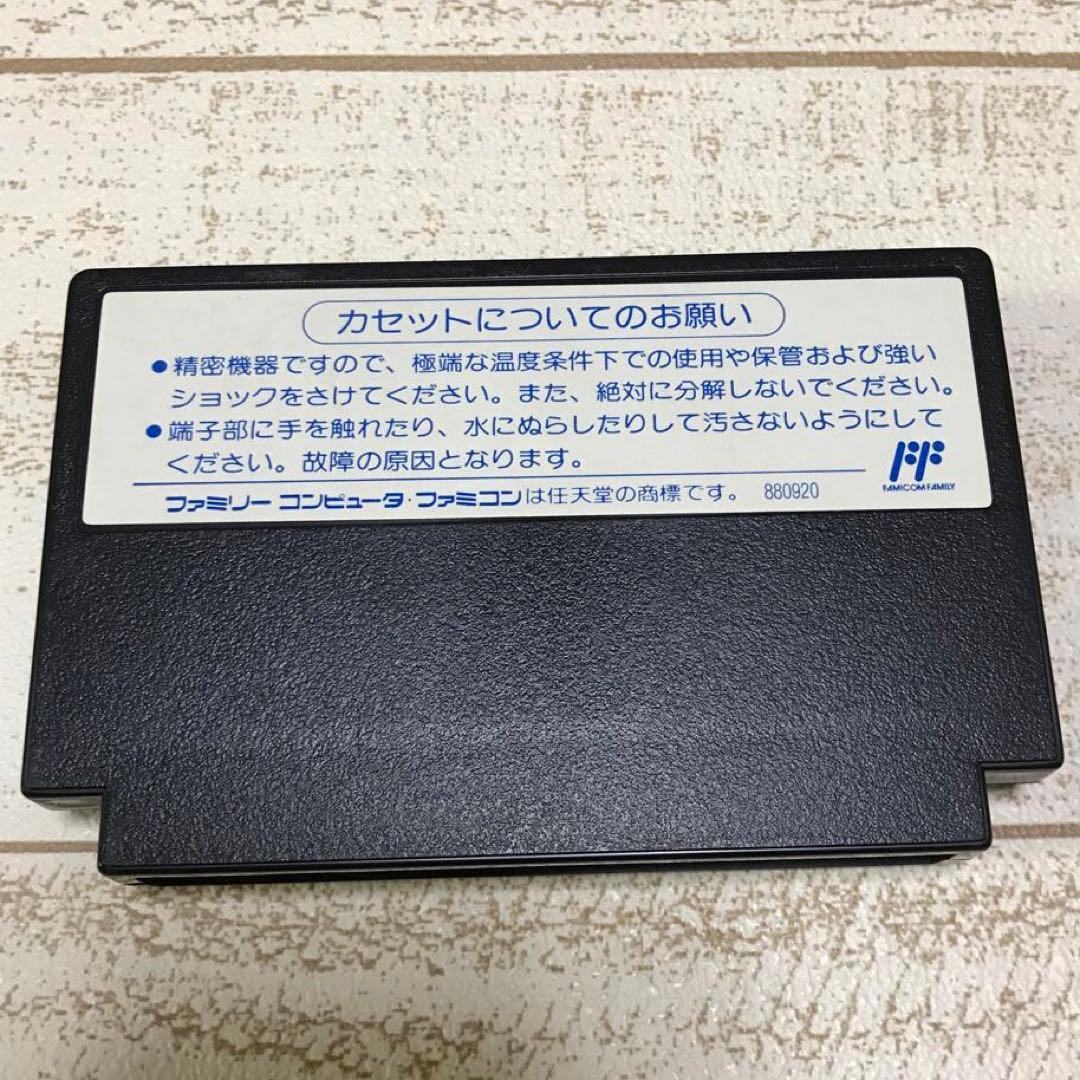 カセットについてのお願い
●精密機器ですので、極端な温度条件下での使用や保管および強い
ショックをさけてください。また、絶対に分解しないでください。
●端子部に手を触れたり、水にぬらしたりして汚さないようにして
ください。故障の原因となります。
FAMICOM FAMILY
ファミリー コンピュータ・ファミコンは任天堂の商標です。 880920